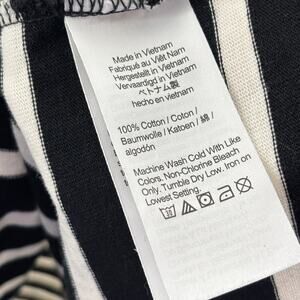 Made in Vietnam
Fabriqué au Viêt Nam
Hergestellt in Vietnam
Vervaardigd in Vietnam
ベトナム製
hecho en Vietnam
100% Cotton / Coton /
Baumwolle / Katoen / 綿 /
algodón
Machine Wash Cold With Like
Colors. Non-Chlorine Bleach
Only. Tumble Dry Low. Iron on
Lowest Setting.